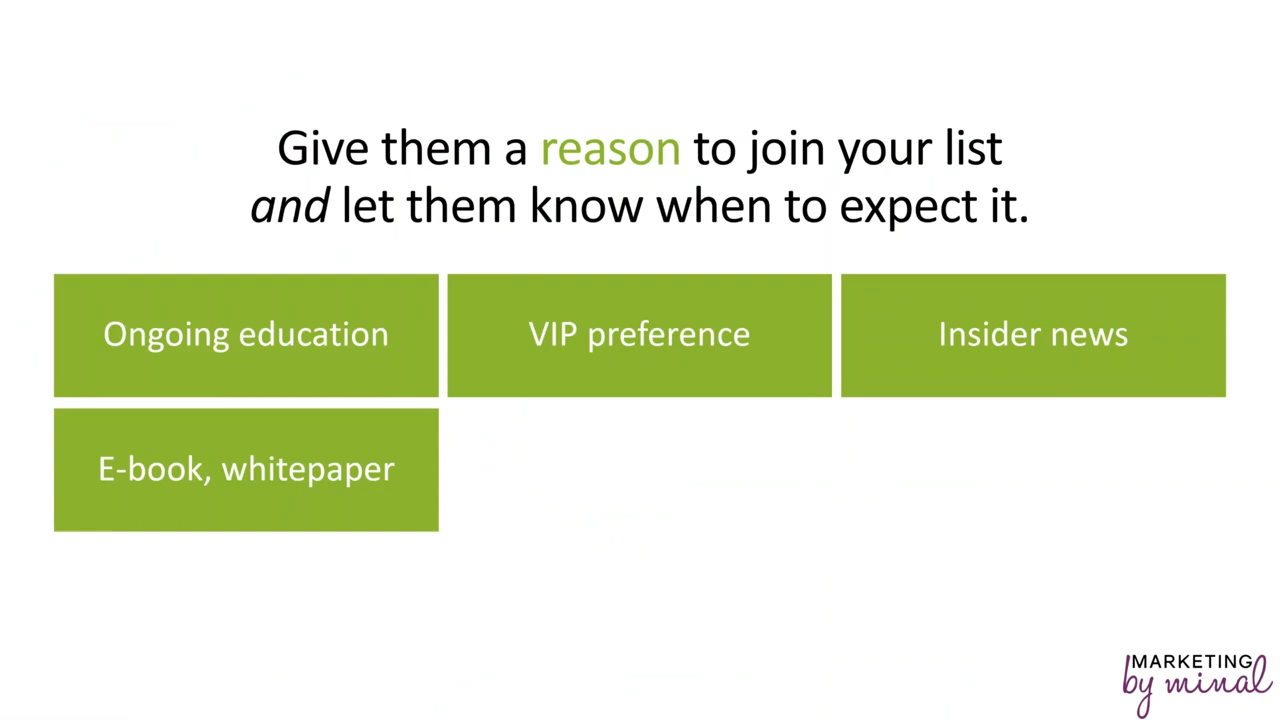 Give them a reason to join your list
and let them know when to expect it.
Ongoing education
VIP preference
Insider news
E-book, whitepaper
MARKETING
by minal